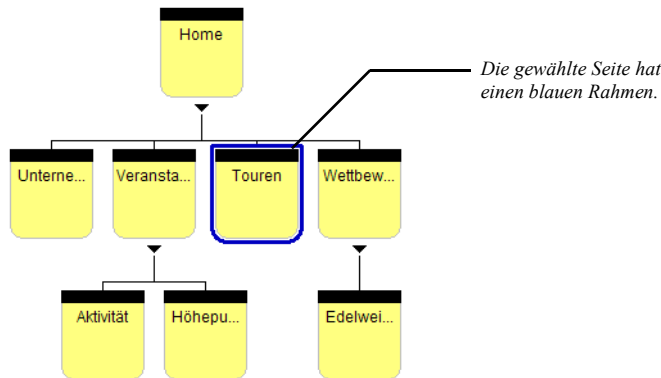 Home
Die gewählte Seite hat
einen blauen Rahmen.
Unterne...
Veransta...
Touren
Wettbew...
Aktivität
Höhepu...
Edelwei...